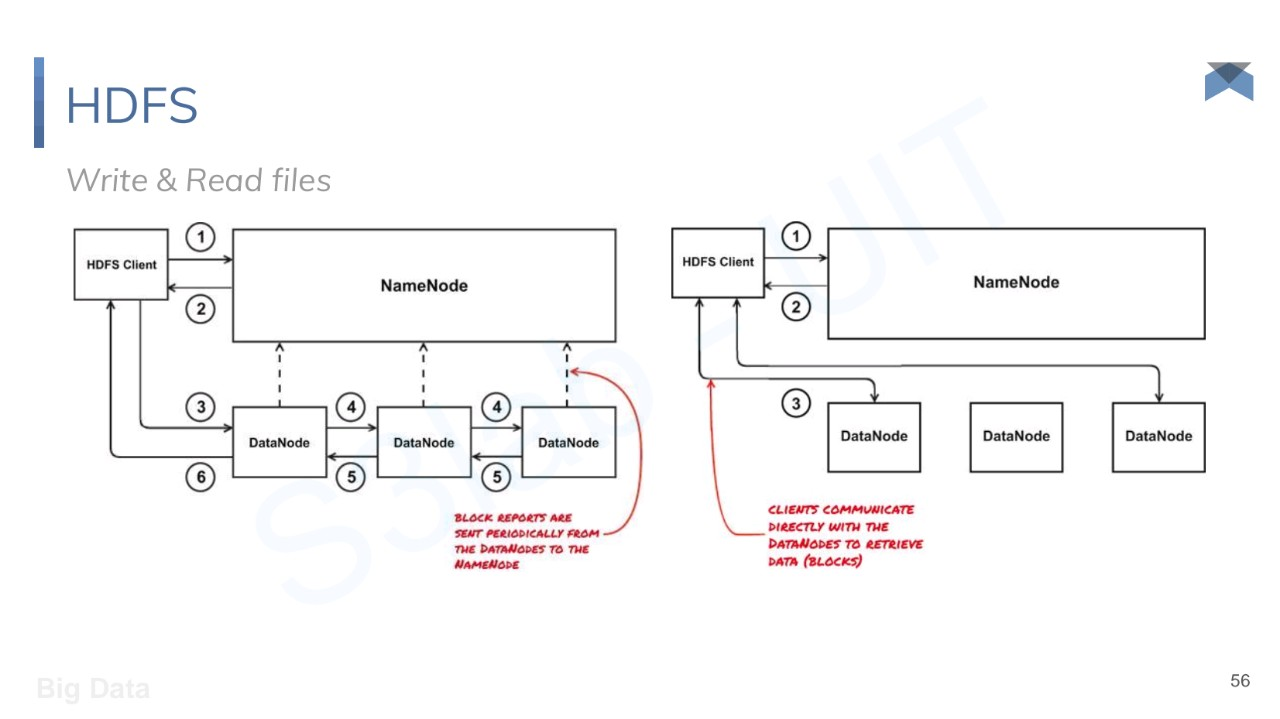 HDFS
Write & Read files
HDFS Client
1
2
NameNode
3
4
4
DataNode
DataNode
DataNode
6
5
5
BLOCK REPORTS ARE
SENT PERIODICALLY FROM
THE DATANODES TO THE
NAMENODE
HDFS Client
1
2
NameNode
3
DataNode
DataNode
DataNode
CLIENTS COMMUNICATE
DIRECTLY WITH THE
DATANODES TO RETRIEVE
DATA (BLOCKS)
S3lab - UIT
Big Data
56